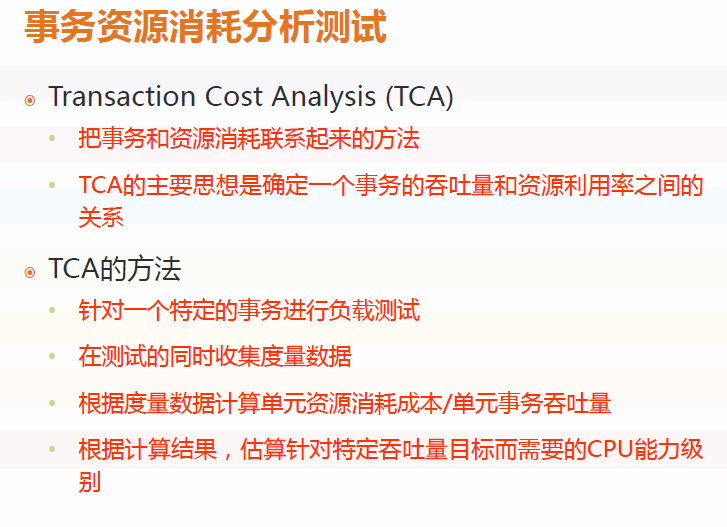 事务资源消耗分析测试
Transaction Cost Analysis (TCA)
把事务和资源消耗联系起来的方法
TCA的主要思想是确定一个事务的吞吐量和资源利用率之间的
关系
TCA的方法
针对一个特定的事务进行负载测试
在测试的同时收集度量数据
根据度量数据计算单元资源消耗成本/单元事务吞吐量
根据计算结果，估算针对特定吞吐量目标而需要的CPU能力级
别